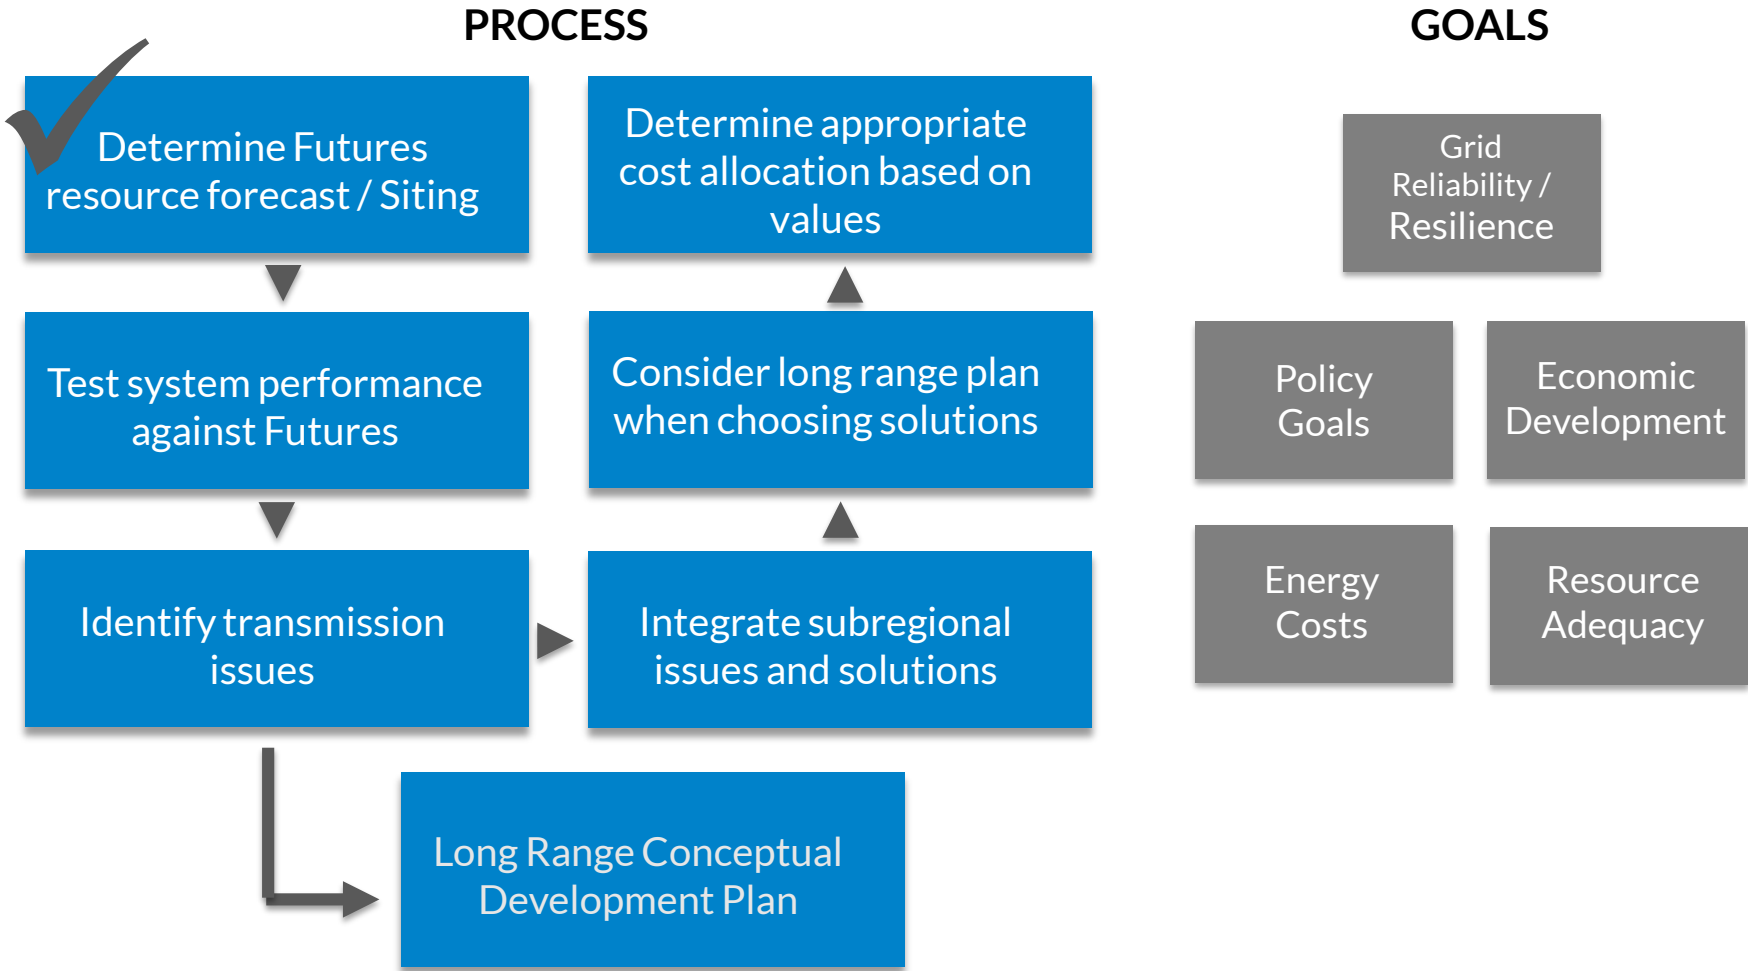 PROCESS
Determine Futures
resource forecast / Siting
Test system performance
against Futures
Identify transmission
issues
Long Range Conceptual
Development Plan
Integrate subregional
issues and solutions
Consider long range plan
when choosing solutions
Determine appropriate
cost allocation based on
values
GOALS
Grid
Reliability /
Resilience
Policy
Goals
Economic
Development
Energy
Costs
Resource
Adequacy